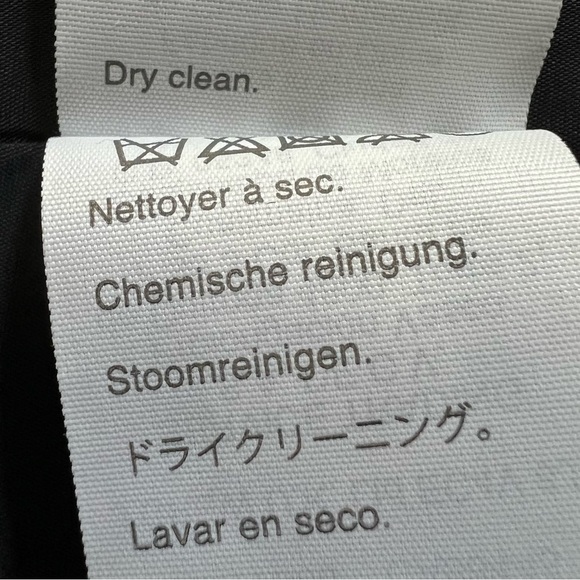 Dry clean.
Nettoyer à sec.
Chemische reinigung.
Stoomreinigen.
ドライクリーニング。
Lavar en seco.